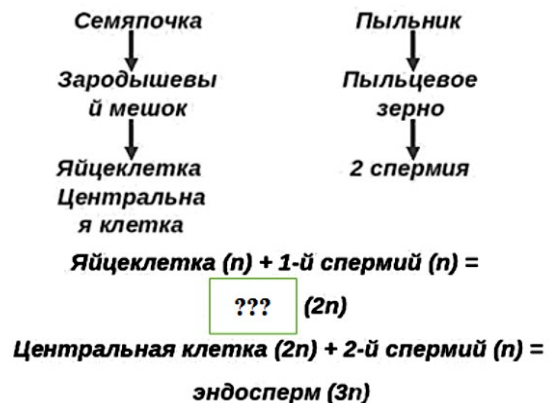 Семяпочка
Зародышевы
й мешок
Яйцеклетка
Центральна
я клетка
Пыльник
Пыльцевое
зерно
2 спермия
Яйцеклетка (n) + 1-й спермий (n) =
??? (2n)
Центральная клетка (2n) + 2-й спермий (n) =
эндосперм (3n)